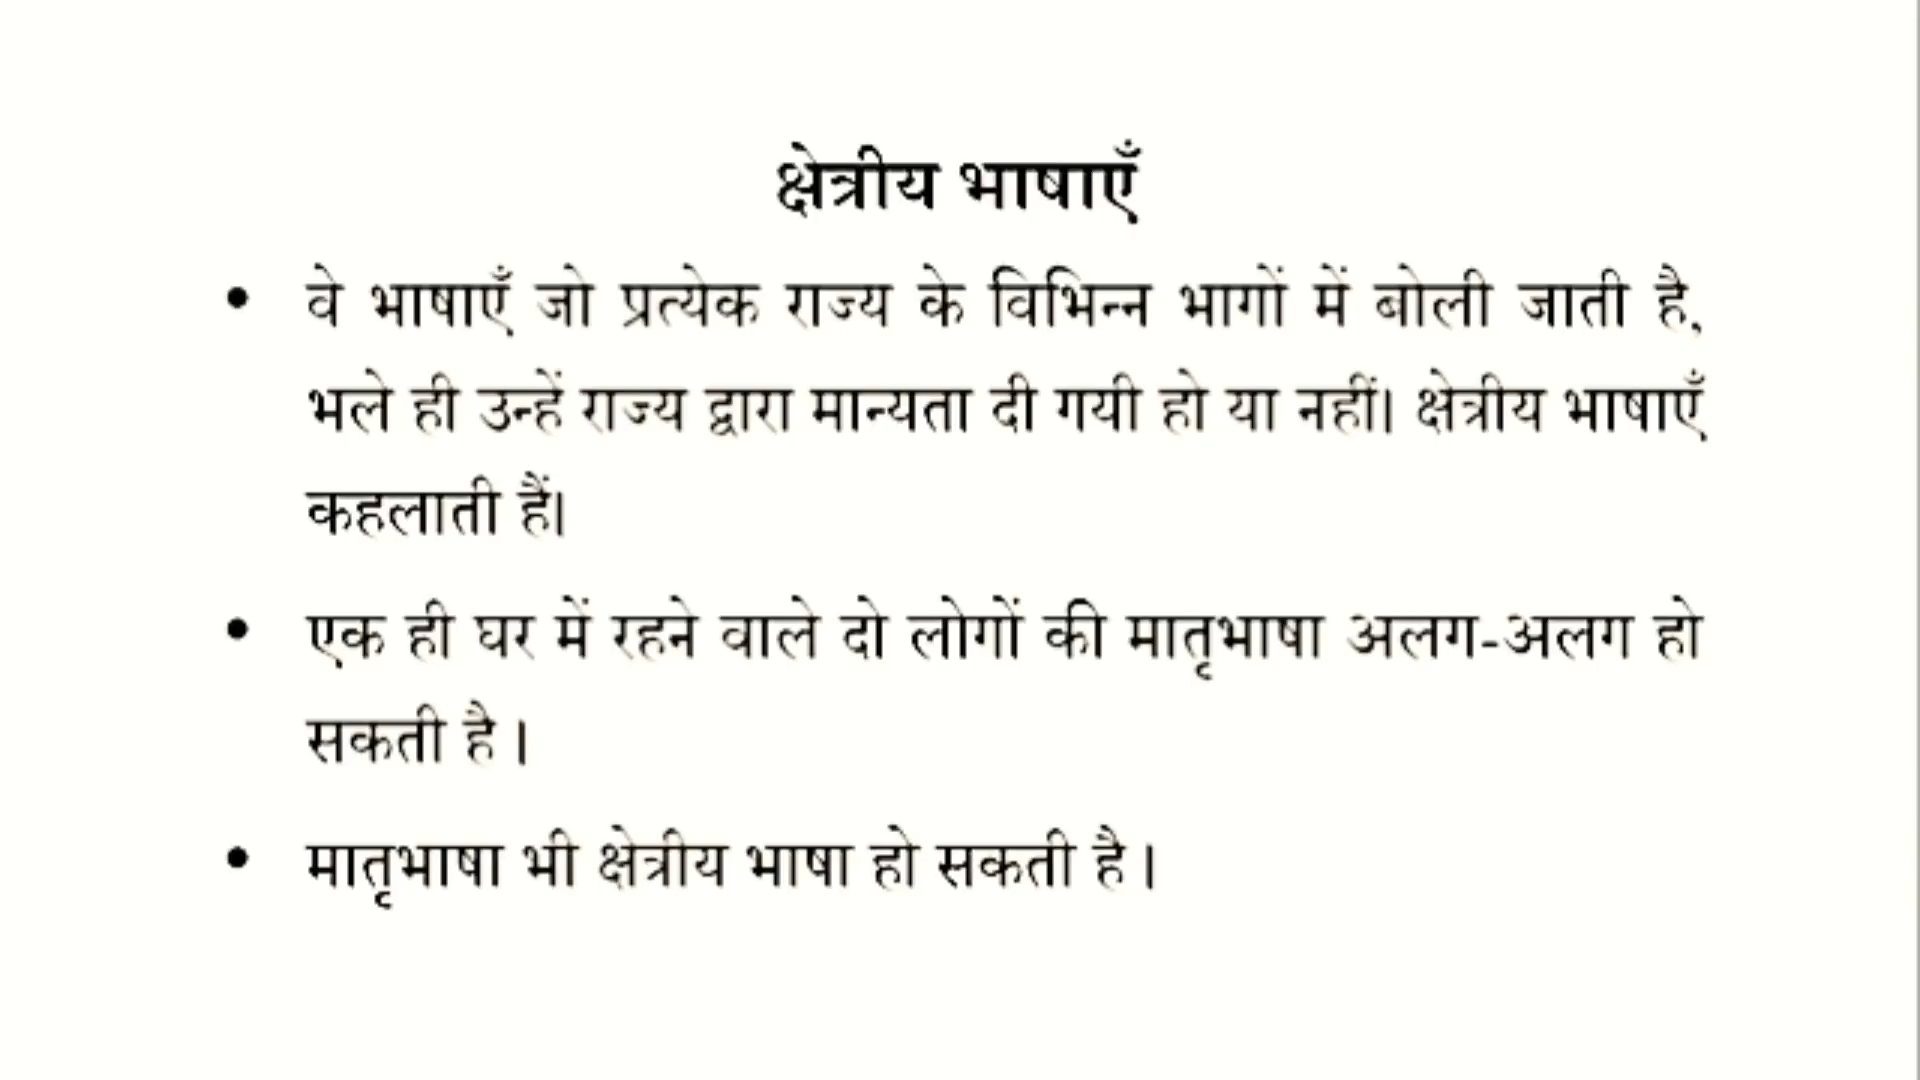 क्षेत्रीय भाषाएँ
• वे भाषाएँ जो प्रत्येक राज्य के विभिन्न भागों में बोली जाती है,
भले ही उन्हें राज्य द्वारा मान्यता दी गयी हो या नहीं। क्षेत्रीय भाषाएँ
कहलाती हैं।
• एक ही घर में रहने वाले दो लोगों की मातृभाषा अलग-अलग हो
सकती है ।
• मातृभाषा भी क्षेत्रीय भाषा हो सकती है ।